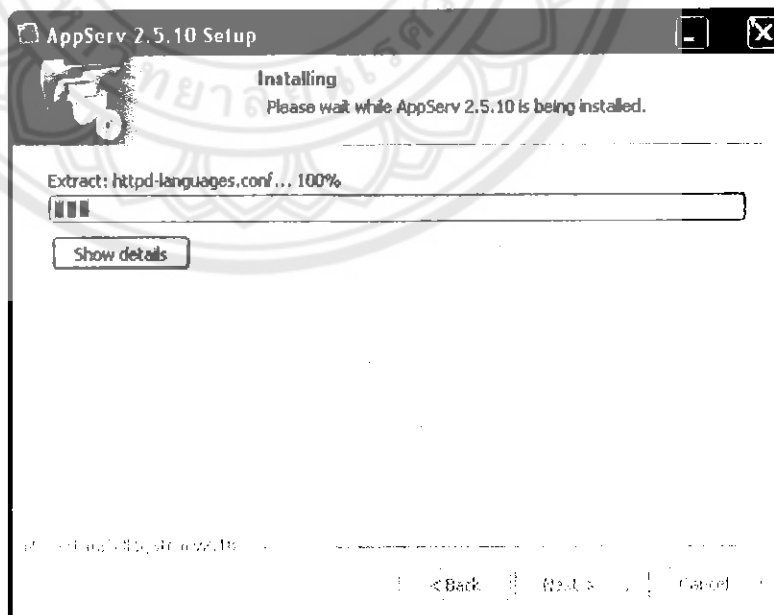 AppServ 2.5.10 Setup
Installing
Please wait while AppServ 2.5.10 is being installed.
Extract: httpd-languages.conf... 100%
Show details
< Back Next > Cancel